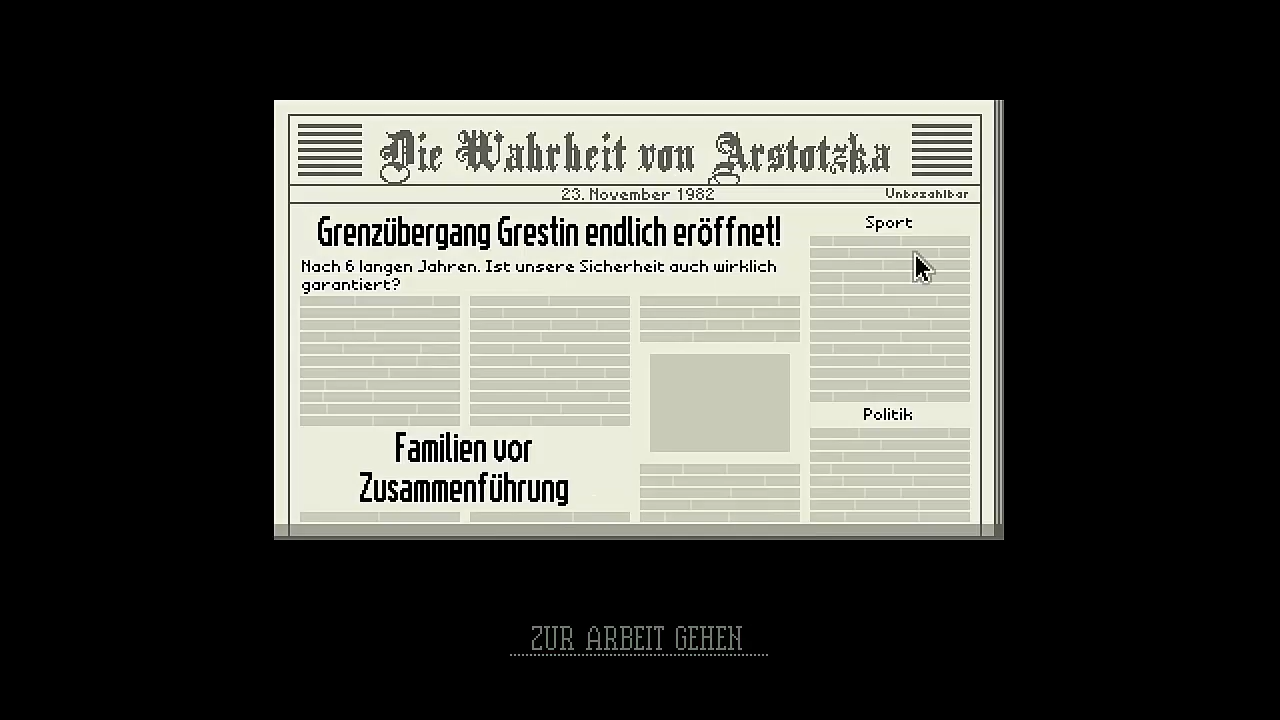 Die Wahrheit von Arstotzka
23. November 1982
Unbezahlbar
Grenzübergang Grestin endlich eröffnet!
Nach 6 langen Jahren. Ist unsere Sicherheit auch wirklich
garantiert?
Familien vor
Zusammenführung
Sport
Politik
ZUR ARBEIT GEHEN